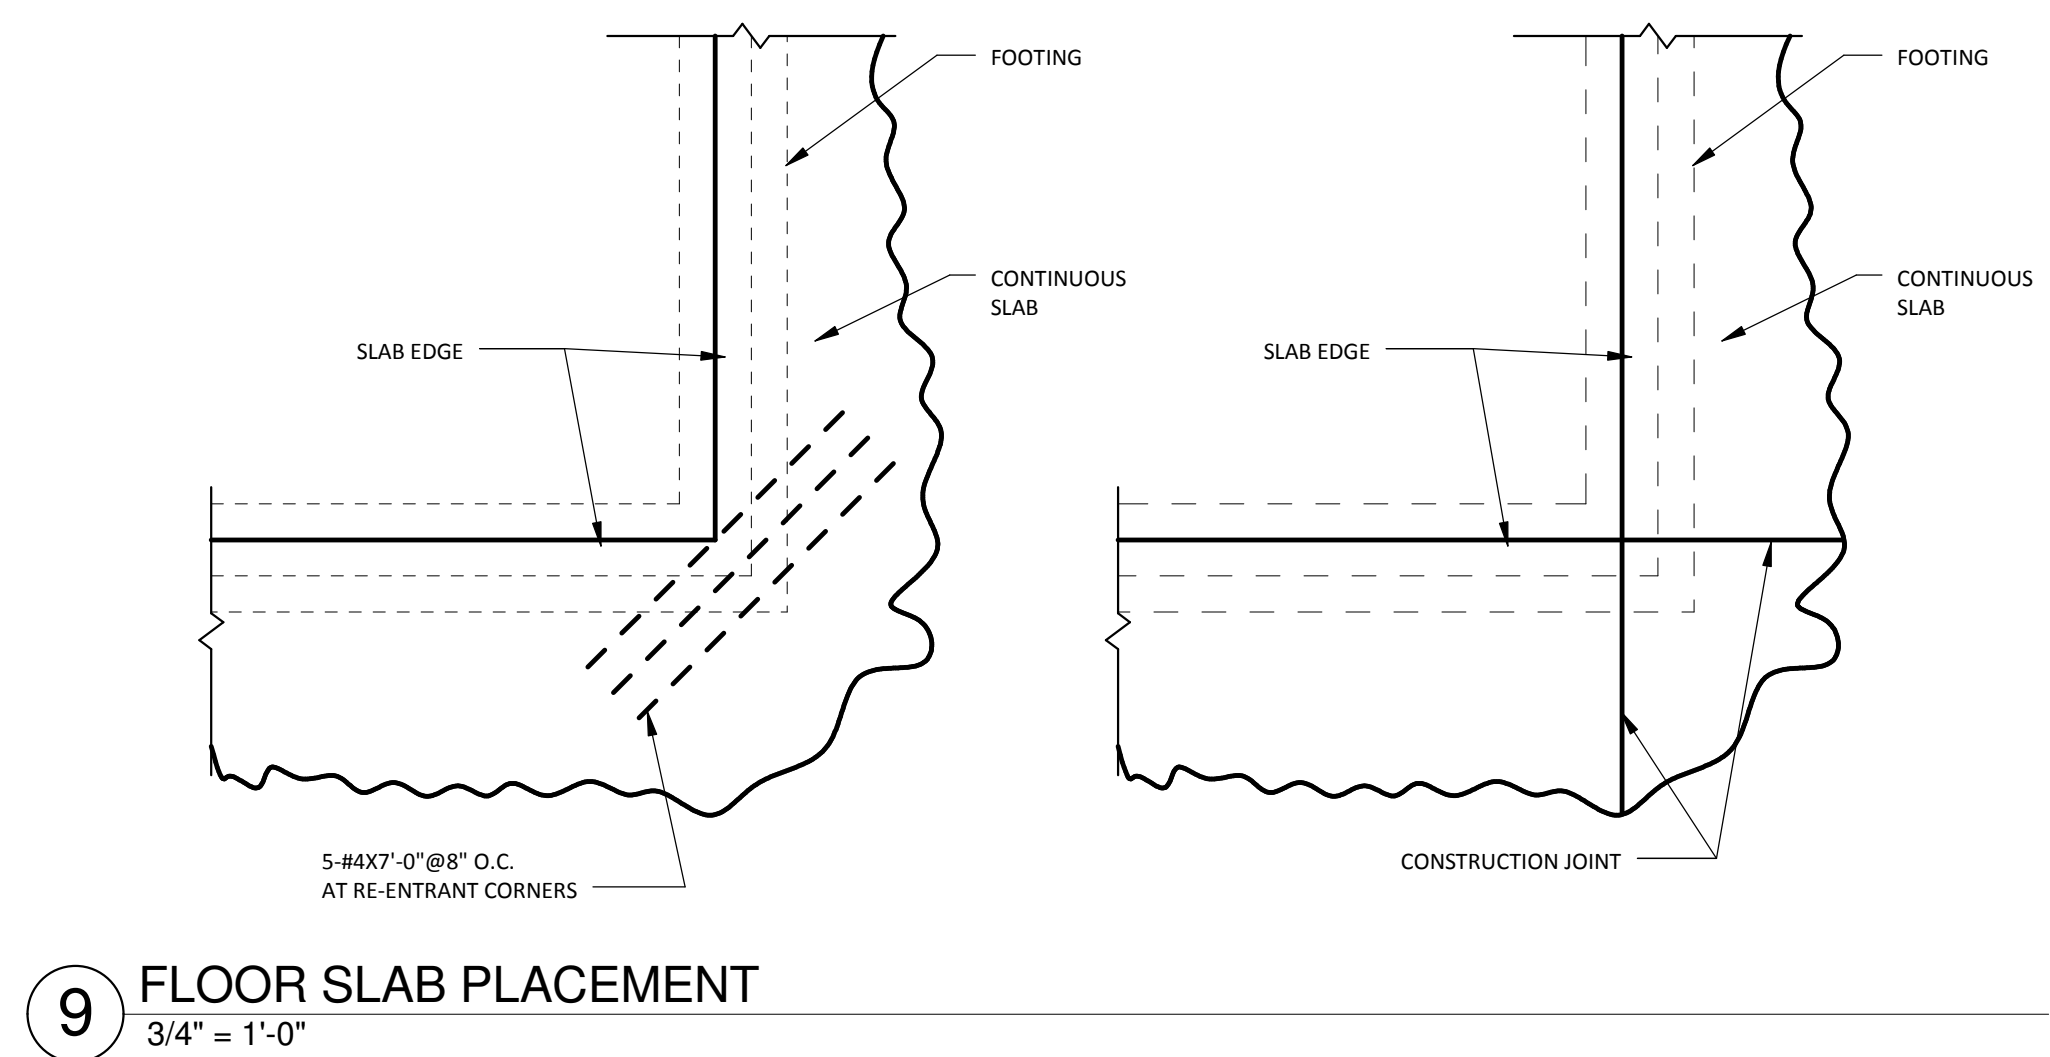 FOOTING
CONTINUOUS
SLAB
SLAB EDGE
5-#4X7'-0"@8" O.C.
AT RE-ENTRANT CORNERS
FOOTING
CONTINUOUS
SLAB
SLAB EDGE
CONSTRUCTION JOINT
9
FLOOR SLAB PLACEMENT
3/4" = 1'-0"